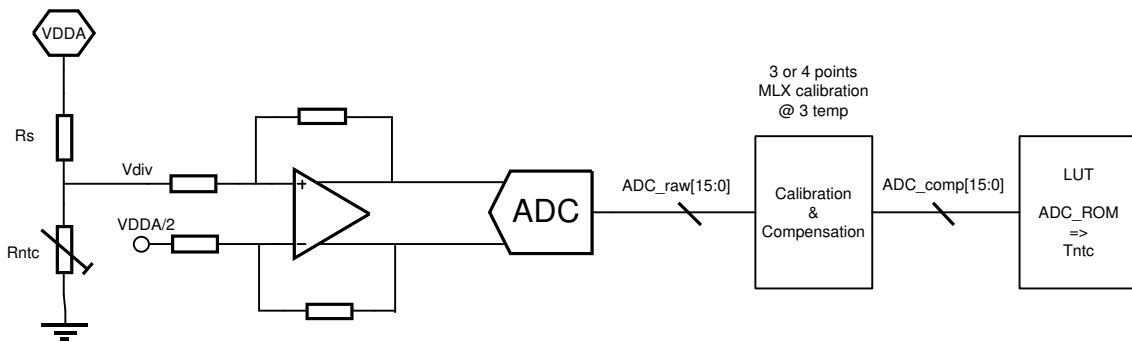 VDDA
Rs
Rntc
Vdiv
VDDA/2
+
−
ADC
ADC_raw[15:0]
3 or 4 points
MLX calibration
@ 3 temp
Calibration
&
Compensation
ADC_comp[15:0]
LUT
ADC_ROM
=>
Tntc